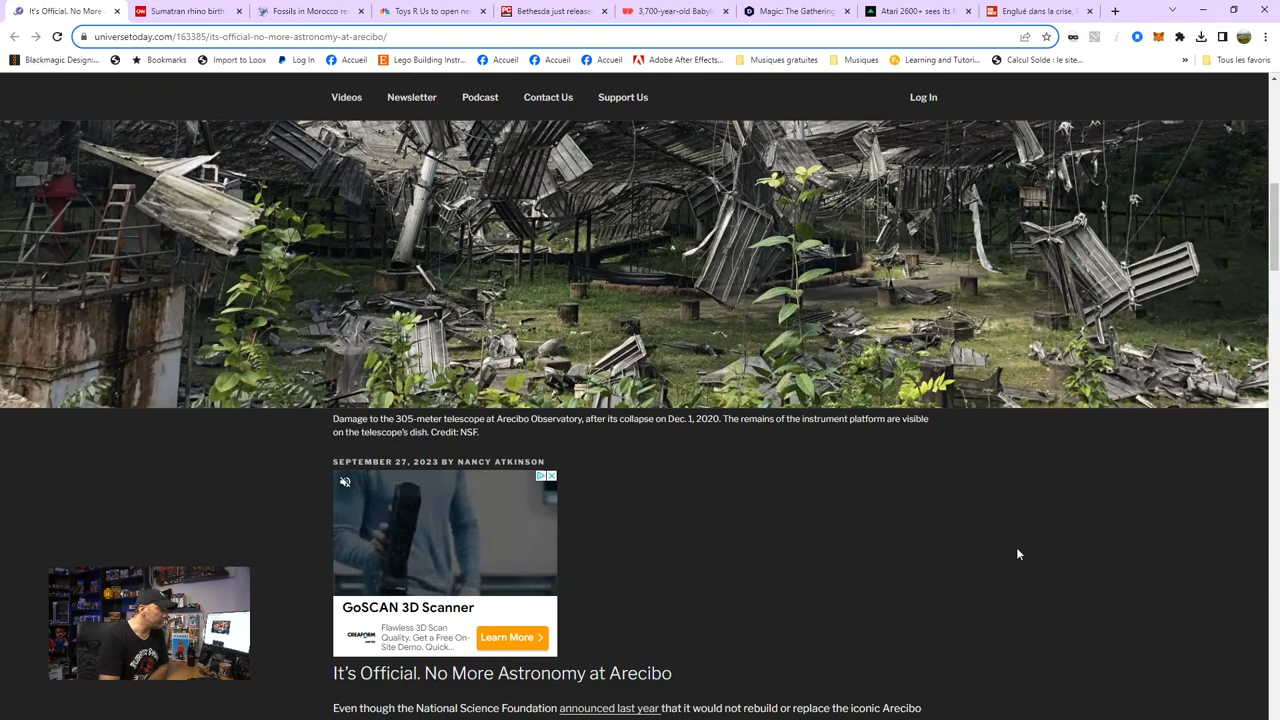 It's Official. No More A
Sumatran rhino birth
Fossils in Morocco re
Toys R Us to open ne
Bethesda just release
3,700-year-old Babyl
Magic: The Gathering
Atari 2600+ sees its f
Englué dans la crise,
universetoday.com/163385/its-official-no-more-astronomy-at-arecibo/
Blackmagic Design:...
Bookmarks
Import to Loox
Log In
Accueil
Lego Building Instr...
Accueil
Accueil
Accueil
Adobe After Effects...
Musiques gratuites
Musiques
Learning and Tutori...
Calcul Solde : le site...
»
Tous les favoris
Videos
Newsletter
Podcast
Contact Us
Support Us
Log In
Damage to the 305-meter telescope at Arecibo Observatory, after its collapse on Dec. 1, 2020. The remains of the instrument platform are visible
on the telescope's dish. Credit: NSF.
SEPTEMBER 27, 2023 BY NANCY ATKINSON
GoSCAN 3D Scanner
CREAFORM
Flawless 3D Scan
Quality. Get a Free On-
Site Demo. Quick...
Learn More
It's Official. No More Astronomy at Arecibo
Even though the National Science Foundation announced last year that it would not rebuild or replace the iconic Arecibo